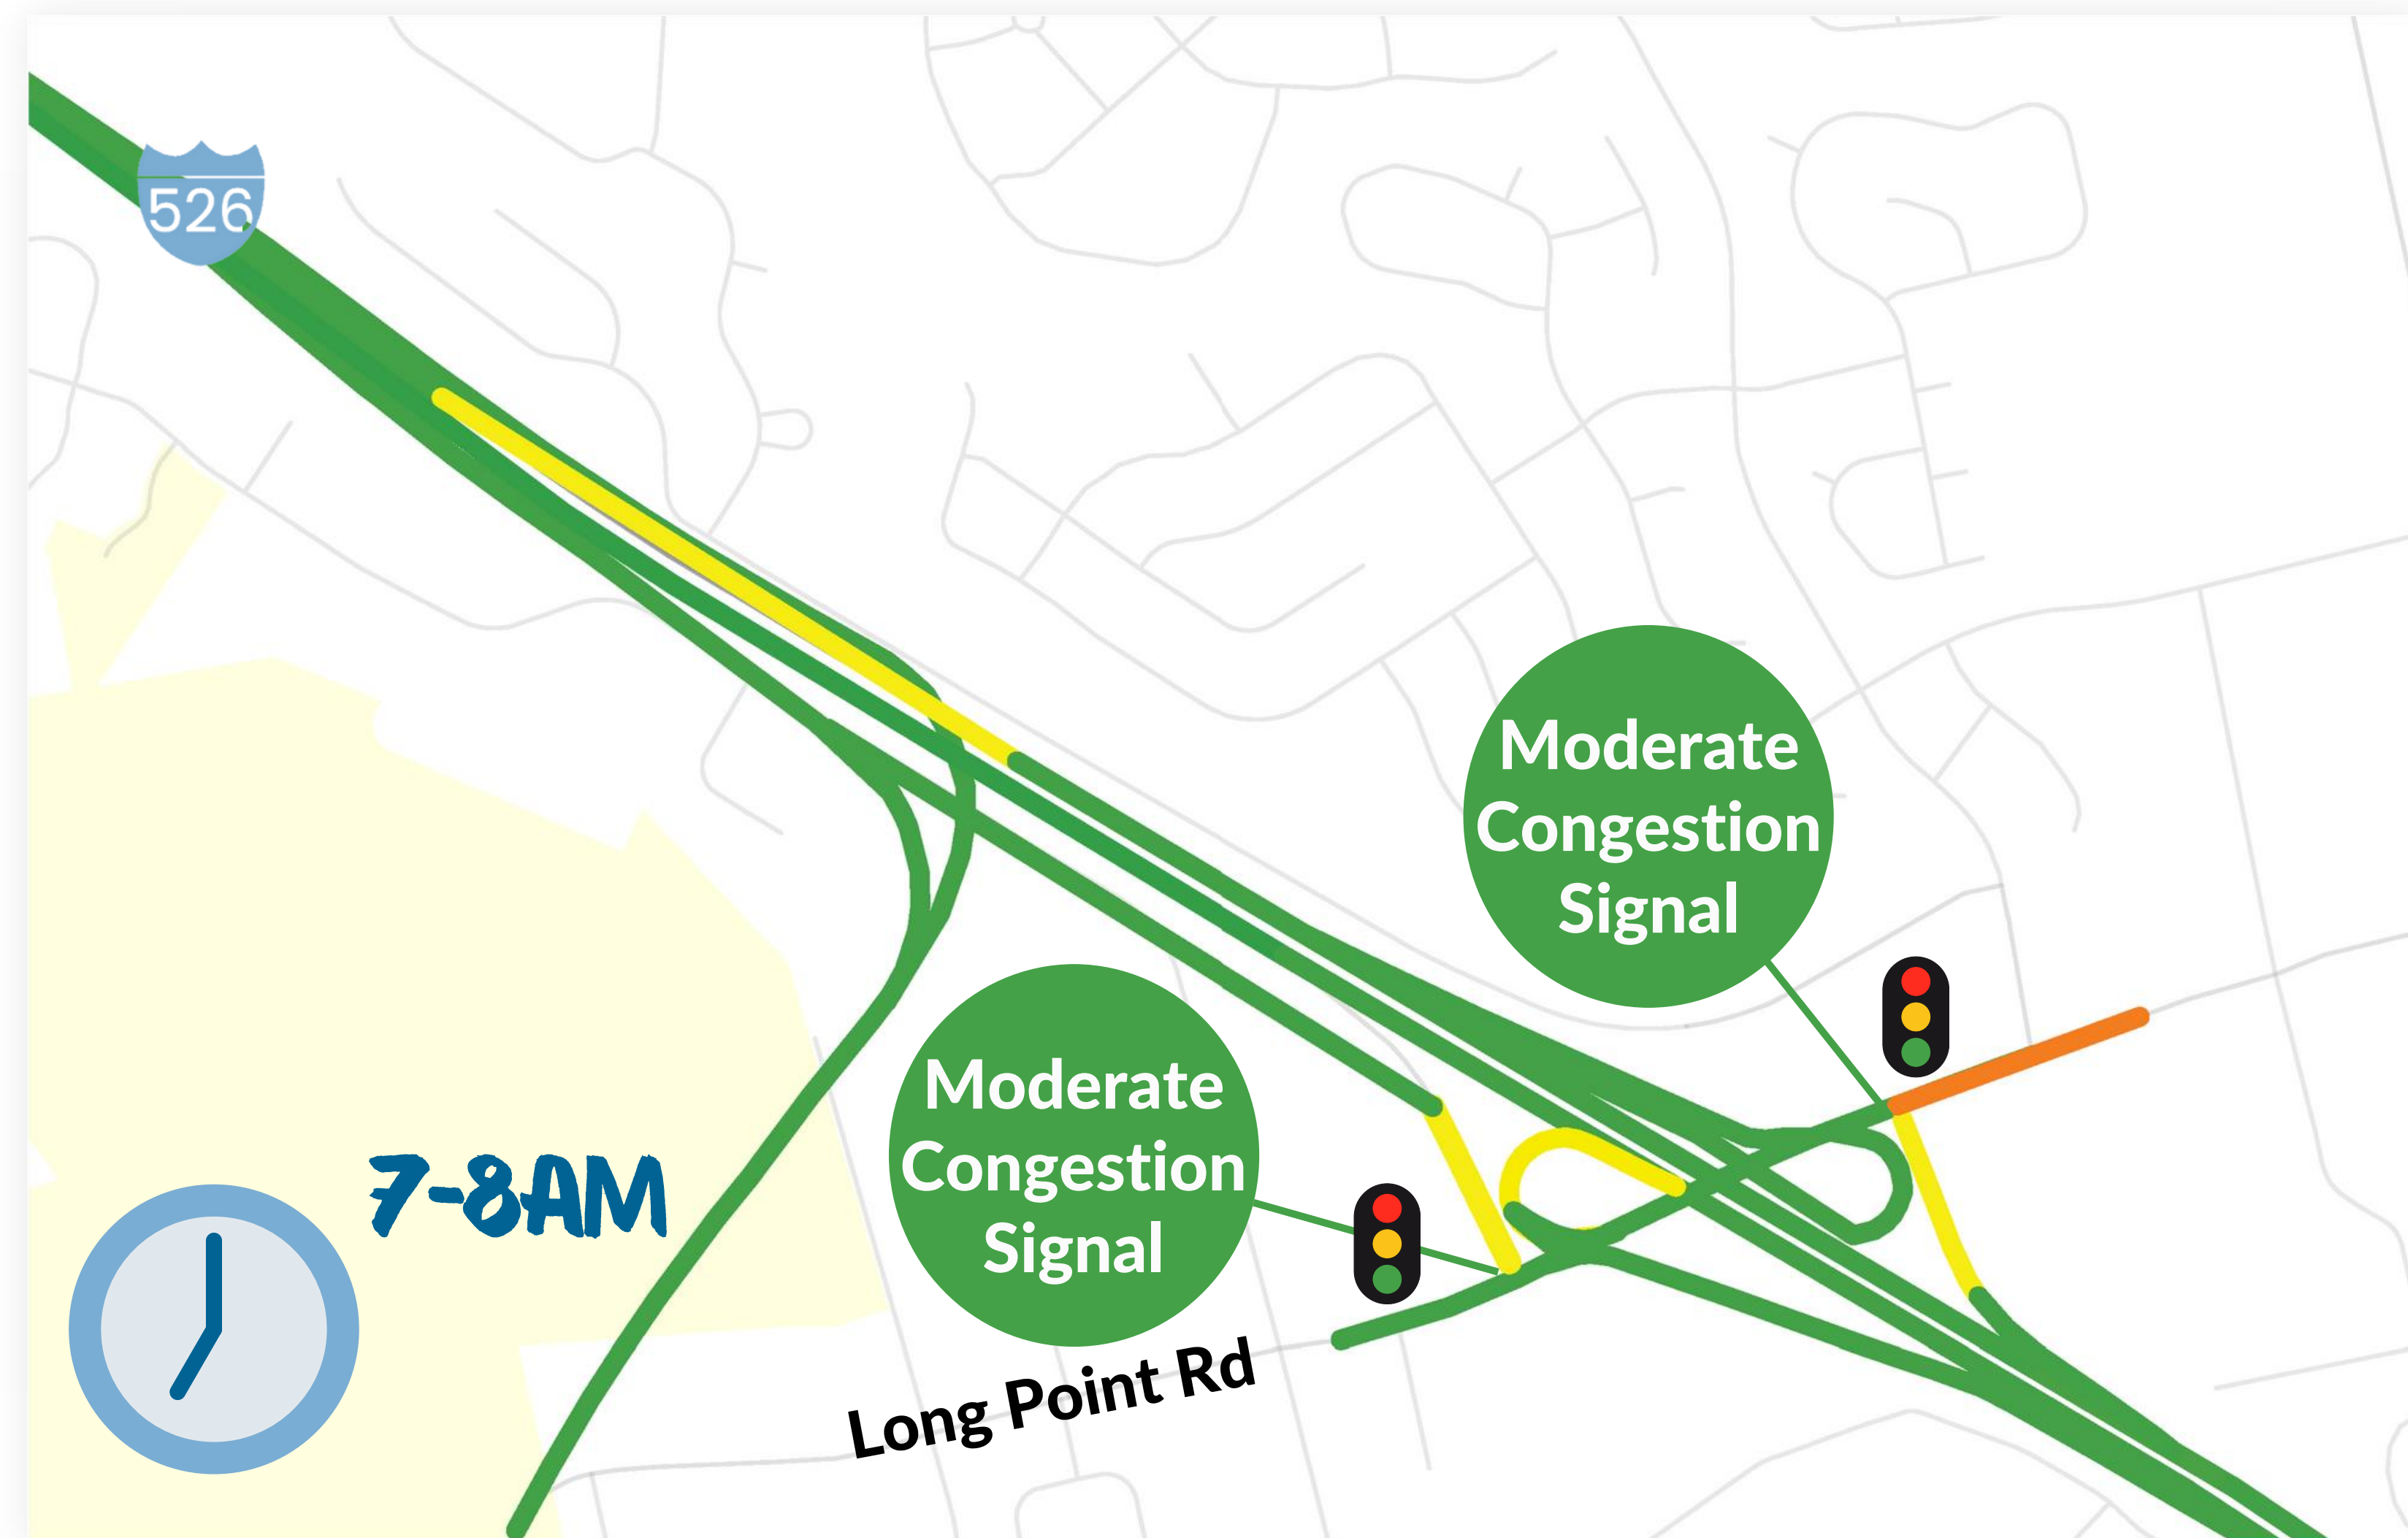 526
Moderate
Congestion
Signal
Moderate
Congestion
Signal
7-8AM
Long Point Rd